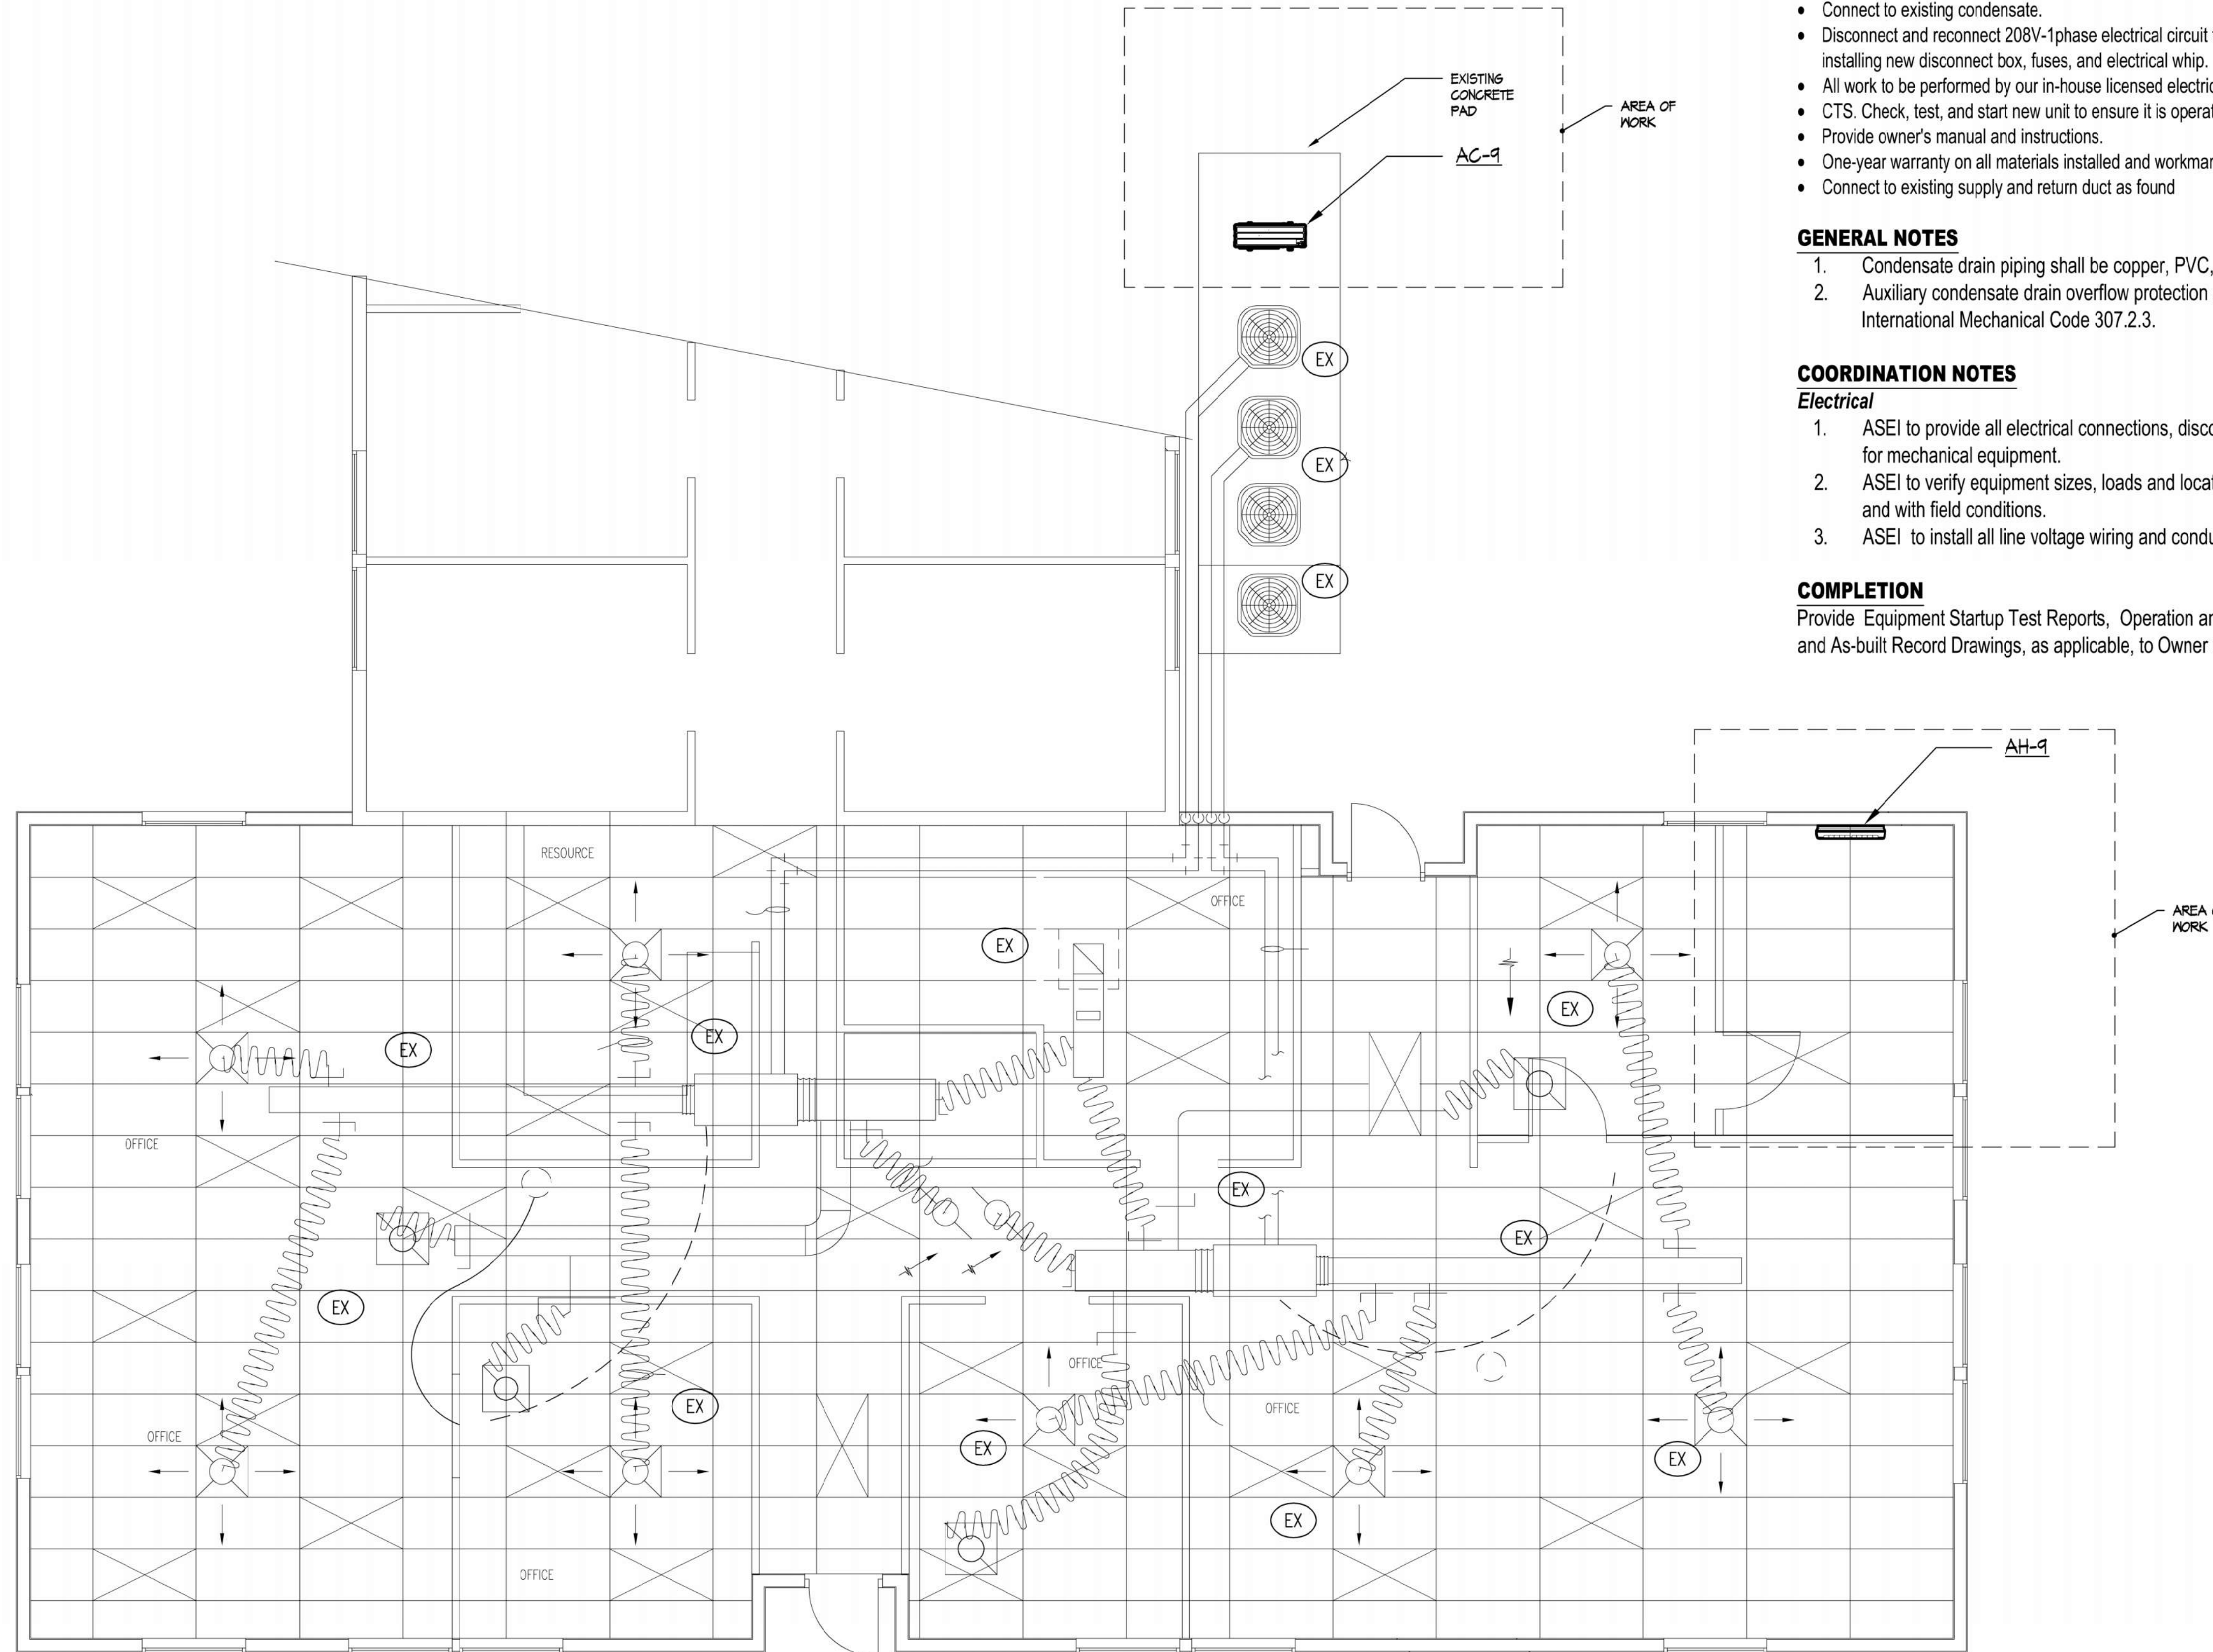 • Connect to existing condensate.
• Disconnect and reconnect 208V-1phase electrical circuit
installing new disconnect box, fuses, and electrical whip.
• All work to be performed by our in-house licensed
• CTS. Check, test, and start new unit to ensure it is
• Provide owner's manual and instructions.
• One-year warranty on all materials installed and
• Connect to existing supply and return duct as found
GENERAL NOTES
1. Condensate drain piping shall be copper, PVC,
2. Auxiliary condensate drain overflow protection
International Mechanical Code 307.2.3.
COORDINATION NOTES
Electrical
1. ASEI to provide all electrical connections,
for mechanical equipment.
2. ASEI to verify equipment sizes, loads and
and with field conditions.
3. ASEI to install all line voltage wiring and
COMPLETION
Provide Equipment Startup Test Reports, Operation
and As-built Record Drawings, as applicable, to Owner
EXISTING
CONCRETE
PAD
AREA OF
WORK
AC-9
EX
EX
EX
AH-9
AREA
WORK
RESOURCE
OFFICE
EX
EX
EX
EX
OFFICE
EX
EX
EX
OFFICE
EX
OFFICE
OFFICE
EX
EX
EX
OFFICE